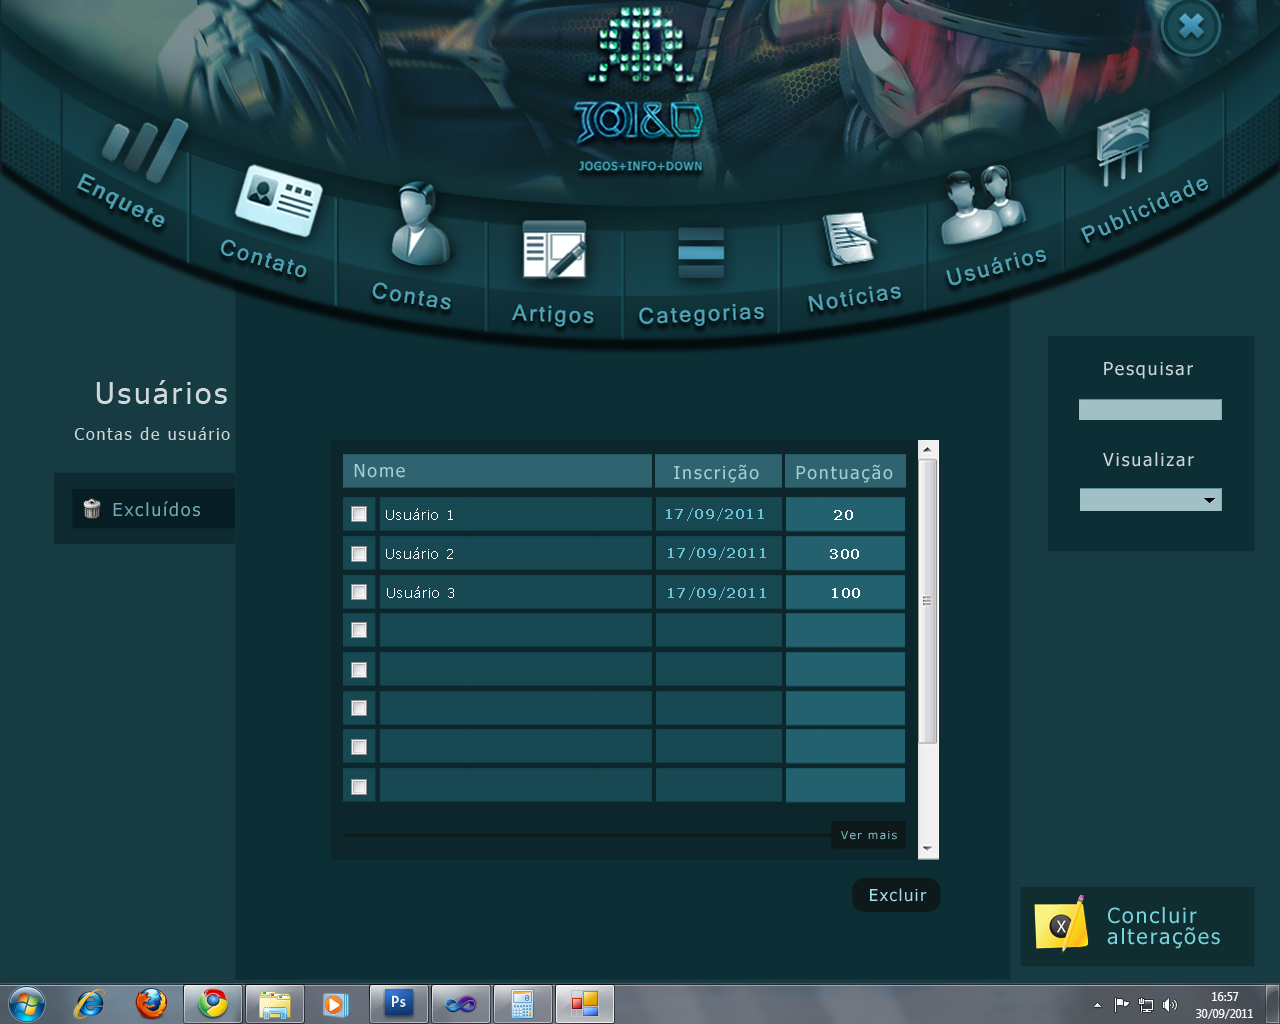 JOI&D
JOGOS+INFO+DOWN
Enquete
Contato
Contas
Artigos
Categorias
Notícias
Usuários
Publicidade
Usuários
Contas de usuário
Excluídos
Nome Inscrição Pontuação
Usuário 1 17/09/2011 20
Usuário 2 17/09/2011 300
Usuário 3 17/09/2011 100
Ver mais
Excluir
Pesquisar
Visualizar
X
Concluir
alterações
Ps
16:57
30/09/2011